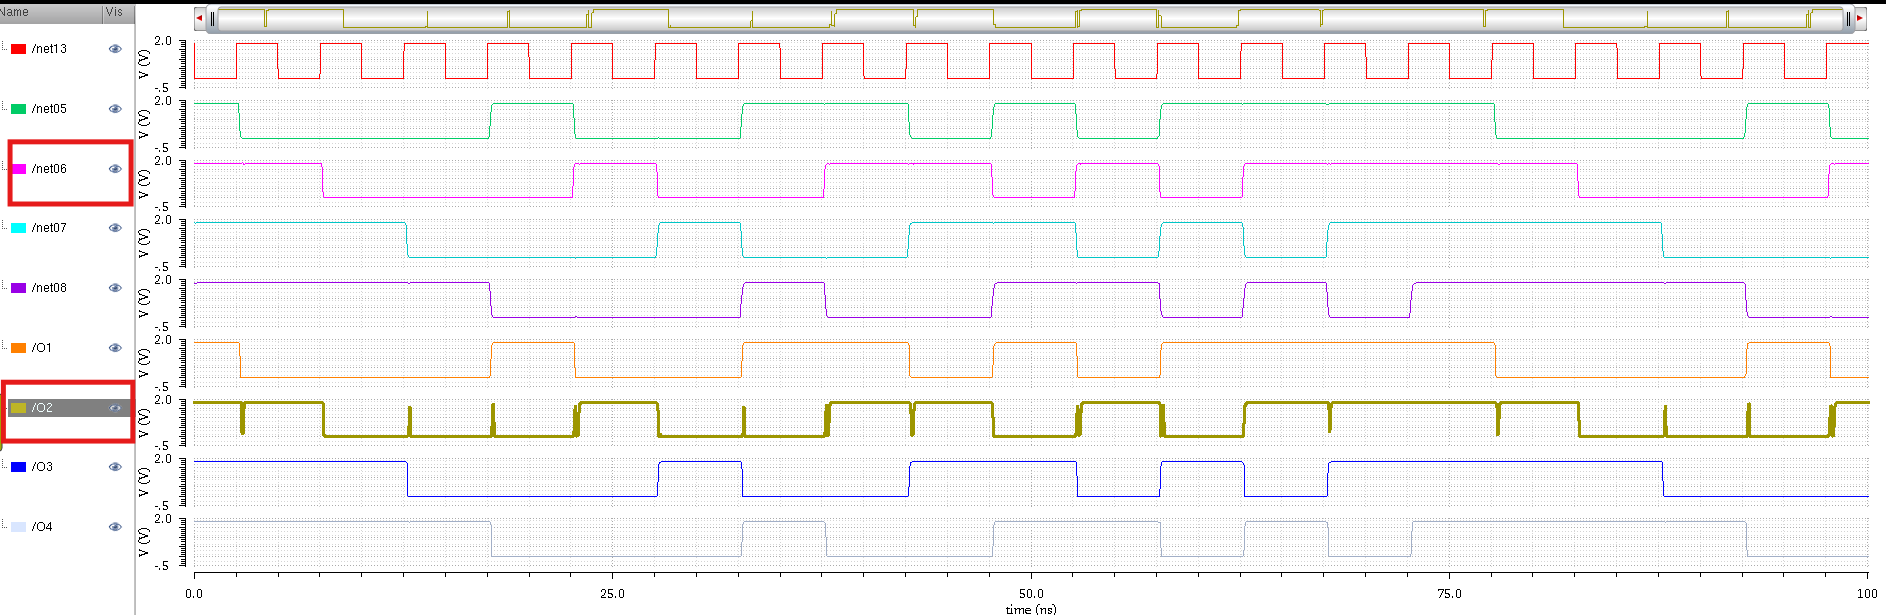 Name Vis
/net13
2.0
V (V)
-.5
/net05
2.0
V (V)
-.5
/net06
2.0
V (V)
-.5
/net07
2.0
V (V)
-.5
/net08
2.0
V (V)
-.5
/O1
2.0
V (V)
-.5
/O2
2.0
V (V)
-.5
/O3
2.0
V (V)
-.5
/O4
2.0
V (V)
-.5
0.0 25.0 50.0 75.0 100
time (ns)